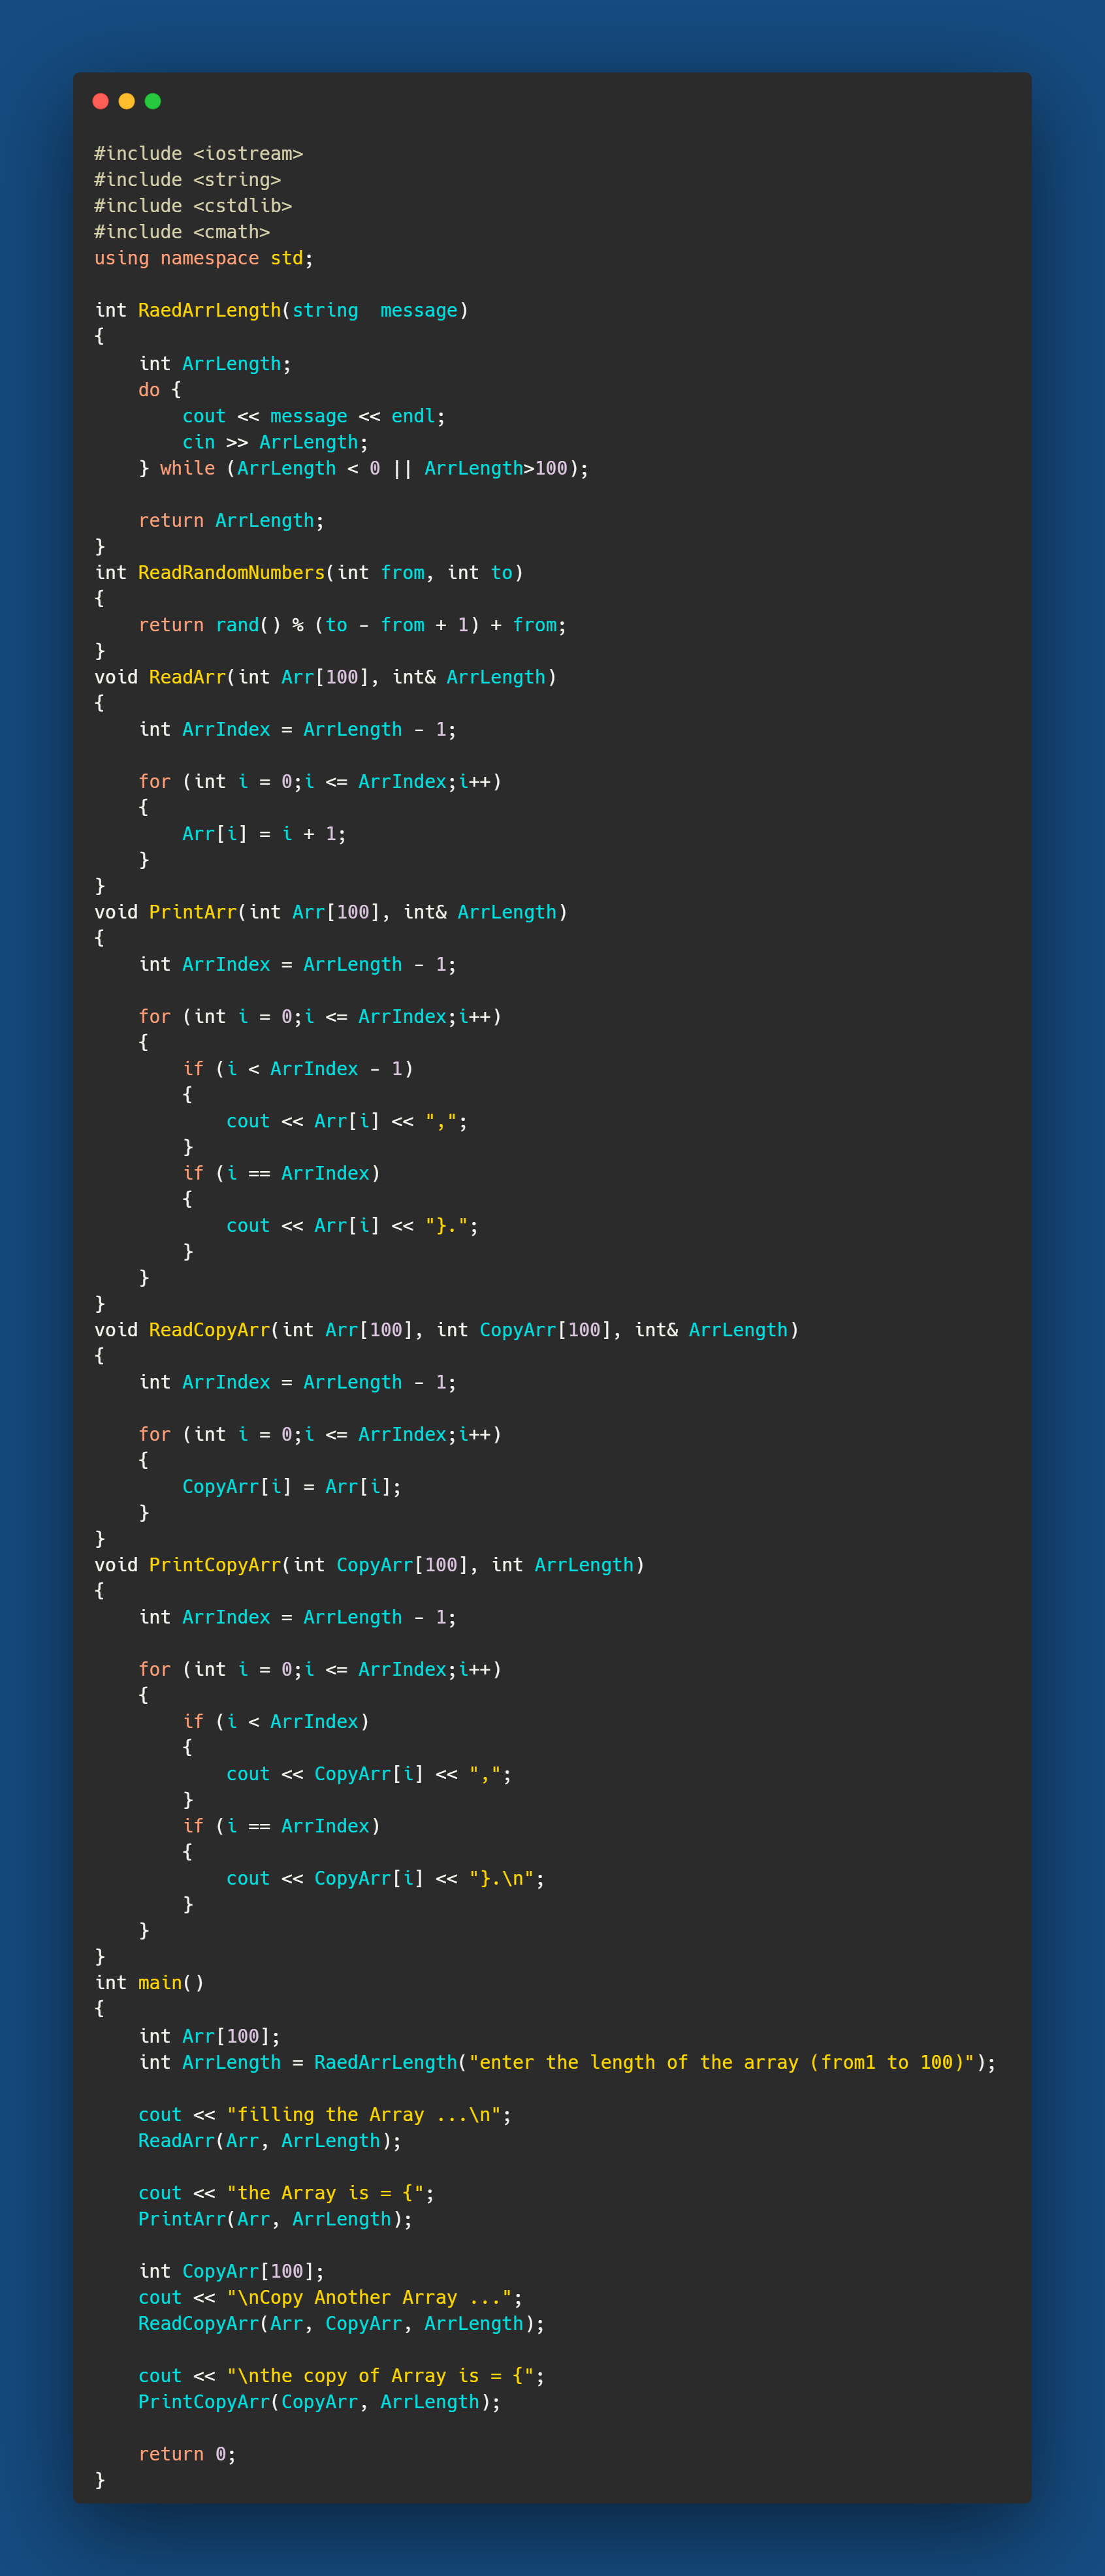 #include <iostream>
#include <string>
#include <cstdlib>
#include <cmath>
using namespace std;

int RaedArrLength(string  message)
{
    int ArrLength;
    do {
        cout << message << endl;
        cin >> ArrLength;
    } while (ArrLength < 0 || ArrLength>100);

    return ArrLength;
}
int ReadRandomNumbers(int from, int to)
{
    return rand() % (to - from + 1) + from;
}
void ReadArr(int Arr[100], int& ArrLength)
{
    int ArrIndex = ArrLength - 1;

    for (int i = 0;i <= ArrIndex;i++)
    {
        Arr[i] = i + 1;
    }
}
void PrintArr(int Arr[100], int& ArrLength)
{
    int ArrIndex = ArrLength - 1;

    for (int i = 0;i <= ArrIndex;i++)
    {
        if (i < ArrIndex - 1)
        {
            cout << Arr[i] << ",";
        }
        if (i == ArrIndex)
        {
            cout << Arr[i] << "}.";
        }
    }
}
void ReadCopyArr(int Arr[100], int CopyArr[100], int& ArrLength)
{
    int ArrIndex = ArrLength - 1;

    for (int i = 0;i <= ArrIndex;i++)
    {
        CopyArr[i] = Arr[i];
    }
}
void PrintCopyArr(int CopyArr[100], int ArrLength)
{
    int ArrIndex = ArrLength - 1;

    for (int i = 0;i <= ArrIndex;i++)
    {
        if (i < ArrIndex)
        {
            cout << CopyArr[i] << ",";
        }
        if (i == ArrIndex)
        {
            cout << CopyArr[i] << "}.\n";
        }
    }
}
int main()
{
    int Arr[100];
    int ArrLength = RaedArrLength("enter the length of the array (from1 to 100)");

    cout << "filling the Array ...\n";
    ReadArr(Arr, ArrLength);

    cout << "the Array is = {";
    PrintArr(Arr, ArrLength);

    int CopyArr[100];
    cout << "\nCopy Another Array ...";
    ReadCopyArr(Arr, CopyArr, ArrLength);

    cout << "\nthe copy of Array is = {";
    PrintCopyArr(CopyArr, ArrLength);

    return 0;
}